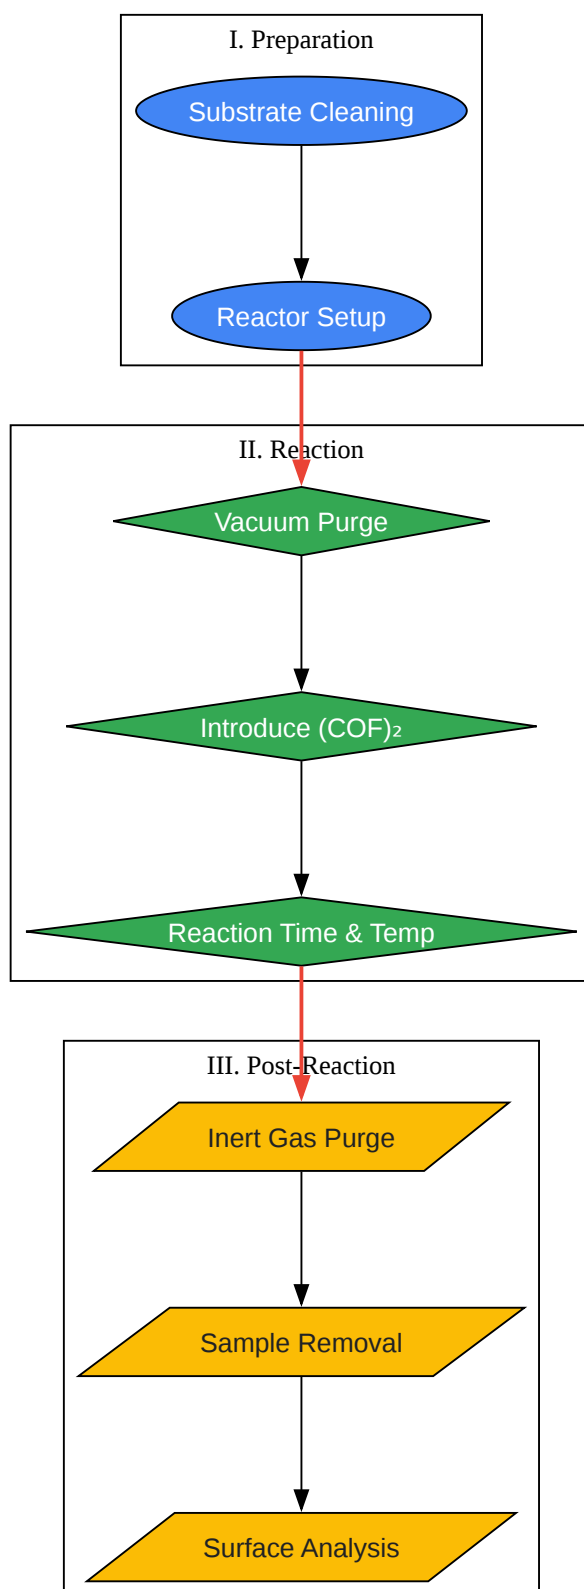 I. Preparation
Substrate Cleaning
Reactor Setup
II. Reaction
Vacuum Purge
Introduce (COF)₂
Reaction Time & Temp
III. Post-Reaction
Inert Gas Purge
Sample Removal
Surface Analysis